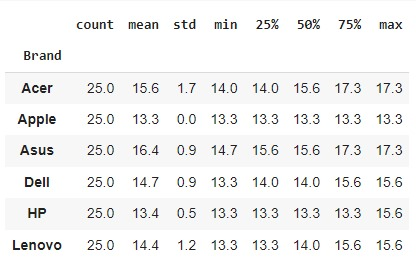 count mean std min 25% 50% 75% max
Brand
Acer 25.0 15.6 1.7 14.0 14.0 15.6 17.3 17.3
Apple 25.0 13.3 0.0 13.3 13.3 13.3 13.3 13.3
Asus 25.0 16.4 0.9 14.7 15.6 15.6 17.3 17.3
Dell 25.0 14.7 0.9 13.3 14.0 14.0 15.6 15.6
HP 25.0 13.4 0.5 13.3 13.3 13.3 13.3 15.6
Lenovo 25.0 14.4 1.2 13.3 13.3 14.0 15.6 15.6